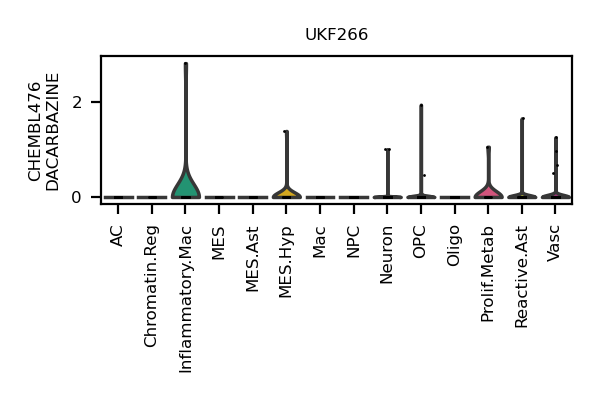 UKF266
CHEMBL476
DACARBAZINE
2
0
AC
Chromatin.Reg
Inflammatory.Mac
MES
MES.Ast
MES.Hyp
Mac
NPC
Neuron
OPC
Oligo
Prolif.Metab
Reactive.Ast
Vasc